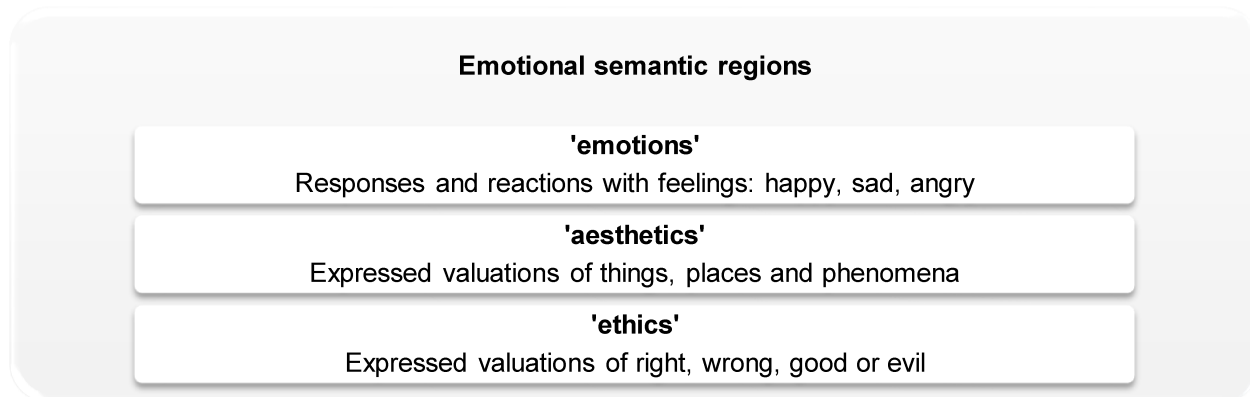 Emotional semantic regions
'emotions'
Responses and reactions with feelings: happy, sad, angry
'aesthetics'
Expressed valuations of things, places and phenomena
'ethics'
Expressed valuations of right, wrong, good or evil